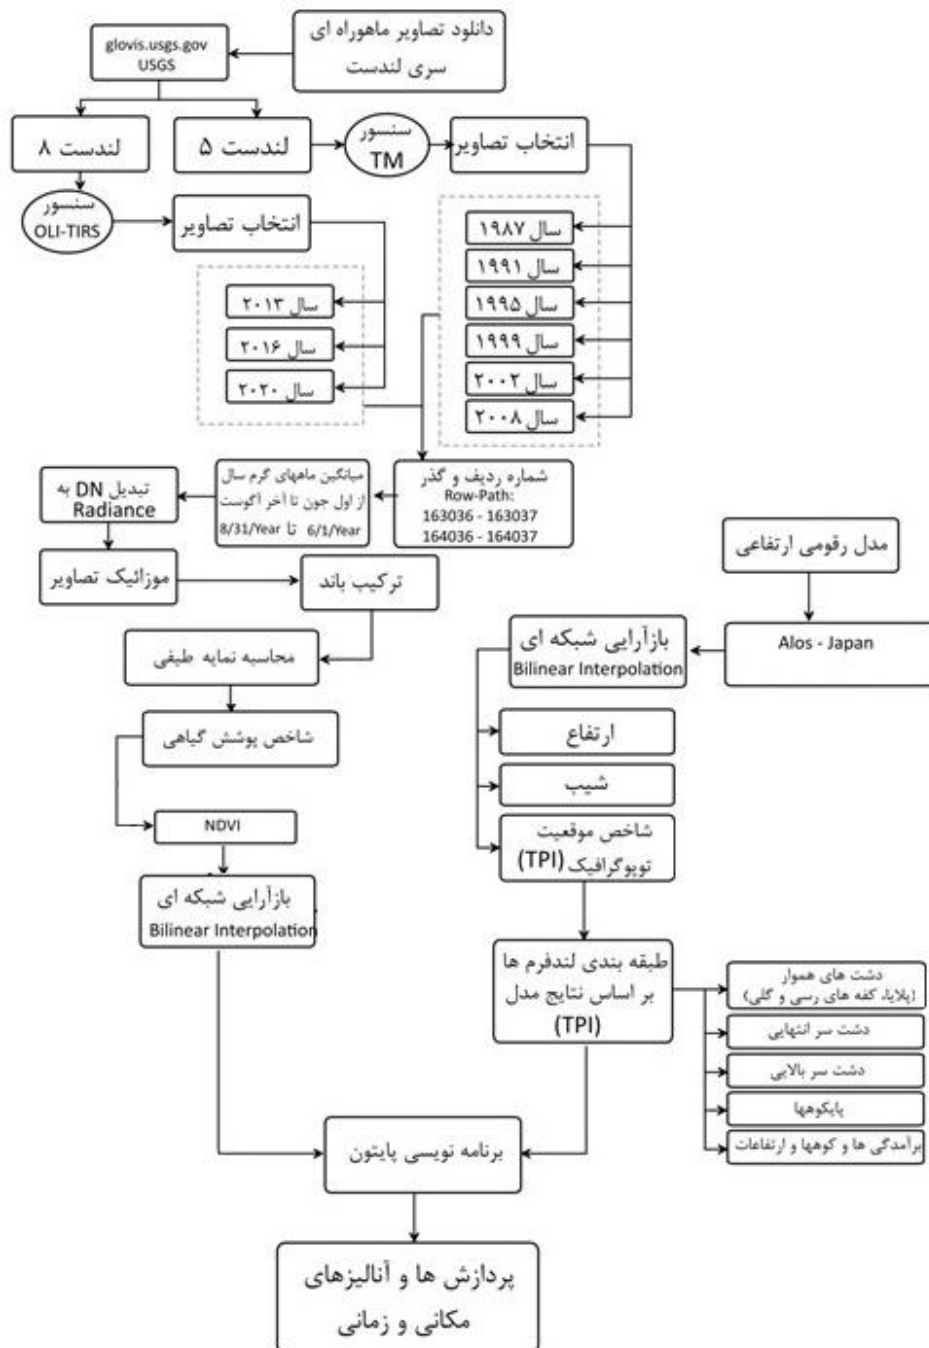 دانلود تصاویر ماهوراه ای
سری لندست
glovis.usgs.gov
USGS
لندست ۸
لندست ۵
سنسور
TM
انتخاب تصاویر
سنسور
OLI-TIRS
انتخاب تصاویر
سال ۱۹۸۷
سال ۱۹۹۱
سال ۱۹۹۵
سال ۱۹۹۹
سال ۲۰۰۲
سال ۲۰۰۸
سال ۲۰۱۳
سال ۲۰۱۶
سال ۲۰۲۰
شماره ردیف و گذر
Row-Path:
163036 - 163037
164036 - 164037
میانگین ماههای گرم سال
از اول جون تا آخر آگوست
6/1/Year تا 8/31/Year
تبدیل DN به
Radiance
موزائیک تصاویر
ترکیب باند
محاسبه نمایه طیفی
شاخص پوشش گیاهی
NDVI
بازآرایی شبکه ای
Bilinear Interpolation
مدل رقومی ارتفاعی
Alos - Japan
بازآرایی شبکه ای
Bilinear Interpolation
ارتفاع
شیب
شاخص موقعیت
توپوگرافیک (TPI)
طبقه بندی لندفرم ها
بر اساس نتایج مدل
(TPI)
دشت های هموار
(پلایا، کفه های رسی و گلی)
دشت سر انتهایی
دشت سر بالایی
پایکوهها
برآمدگی ها و کوهها و ارتفاعات
برنامه نویسی پایتون
پردازش ها و آنالیزهای
مکانی و زمانی